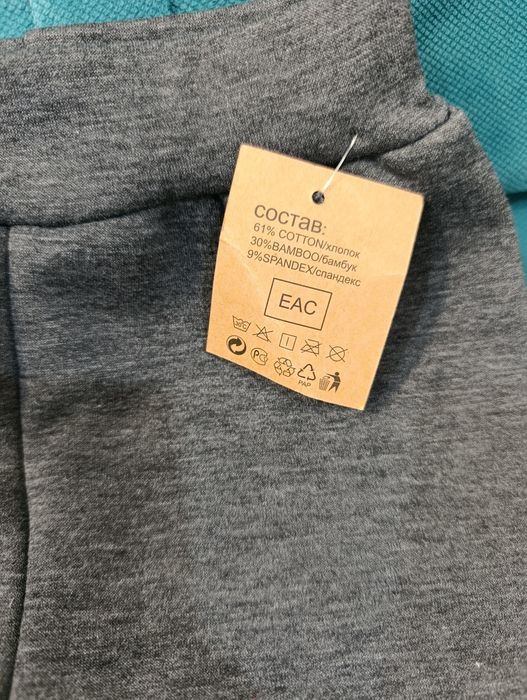 состав:
61% COTTON/хлопок
30%BAMBOO/бамбук
9%SPANDEX/спандекс
EAC
PAP